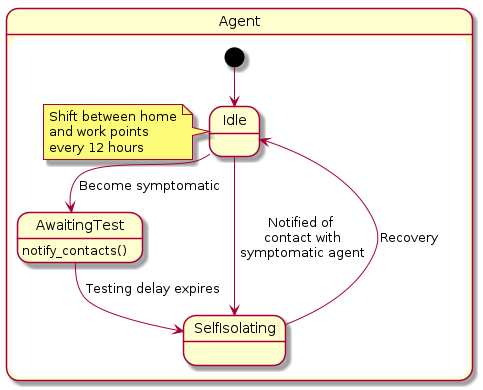 Agent
Idle
Shift between home
and work points
every 12 hours
Become symptomatic
AwaitingTest
notify_contacts()
Notified of
contact with
symptomatic agent
Recovery
Testing delay expires
SelfIsolating